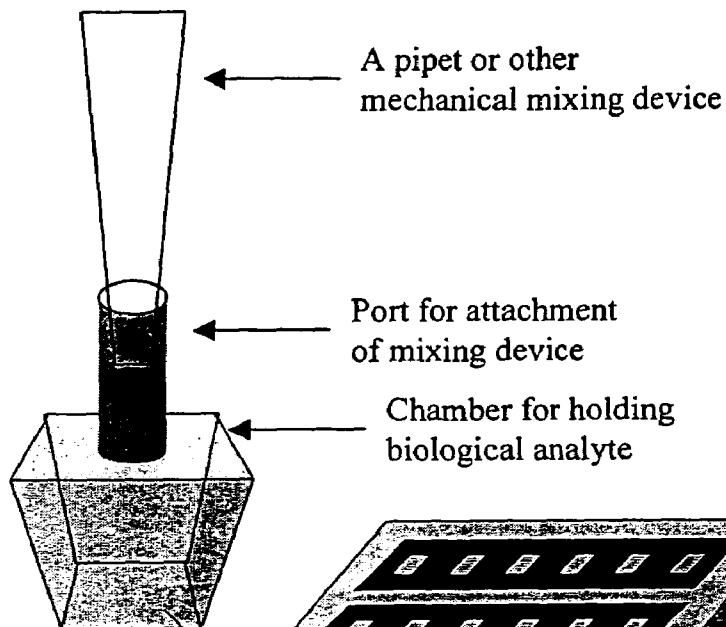 A pipet or other
mechanical mixing device
Port for attachment
of mixing device
Chamber for holding
biological analyte